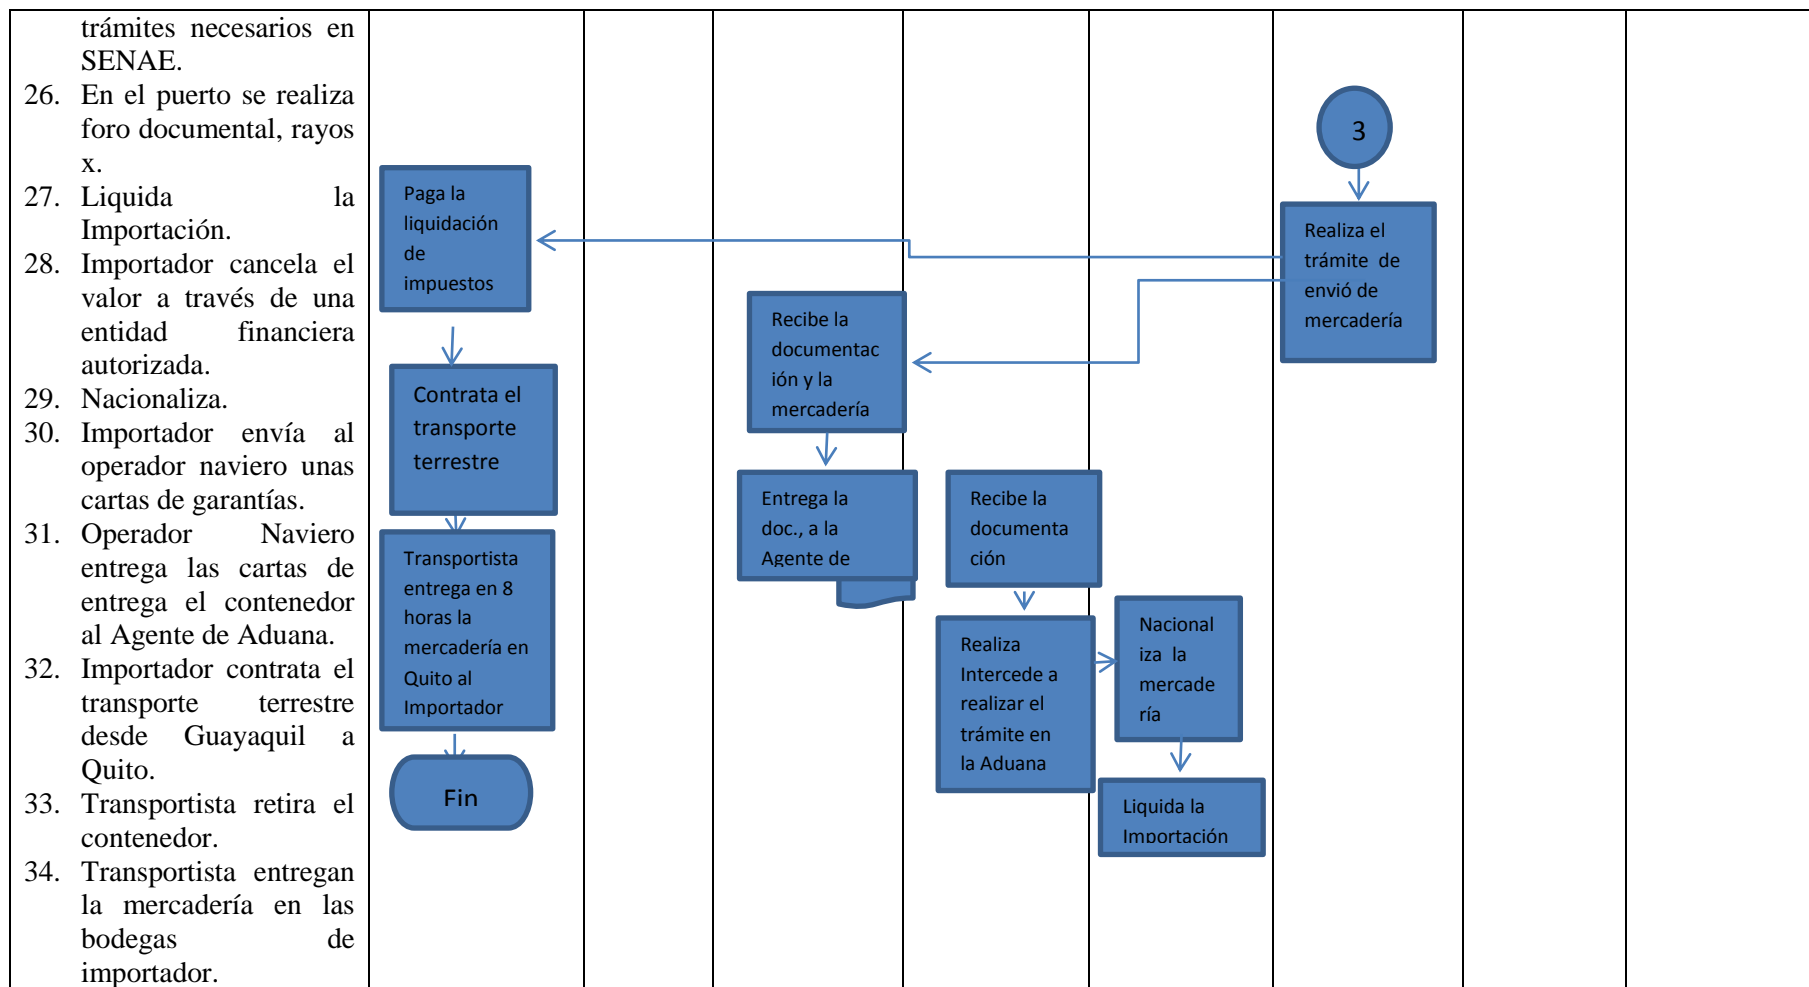 trámites necesarios en
SENAE.
26. En el puerto se realiza
foro documental, rayos
x.
27. Liquida la
Importación.
28. Importador cancela el
valor a través de una
entidad financiera
autorizada.
29. Nacionaliza.
30. Importador envía al
operador naviero unas
cartas de garantías.
31. Operador Naviero
entrega las cartas de
entrega el contenedor
al Agente de Aduana.
32. Importador contrata el
transporte terrestre
desde Guayaquil a
Quito.
33. Transportista retira el
contenedor.
34. Transportista entregan
la mercadería en las
bodegas de
importador.
Paga la
liquidación
de
impuestos
Contrata el
transporte
terrestre
Transportista
entrega en 8
horas la
mercadería en
Quito al
Importador
Fin
Recibe la
documentac
ión y la
mercadería
Entrega la
doc., a la
Agente de
Recibe la
documenta
ción
Realiza
Intercede a
realizar el
trámite en
la Aduana
Nacional
iza la
mercade
ría
Liquida la
Importación
3
Realiza el
trámite de
envió de
mercadería